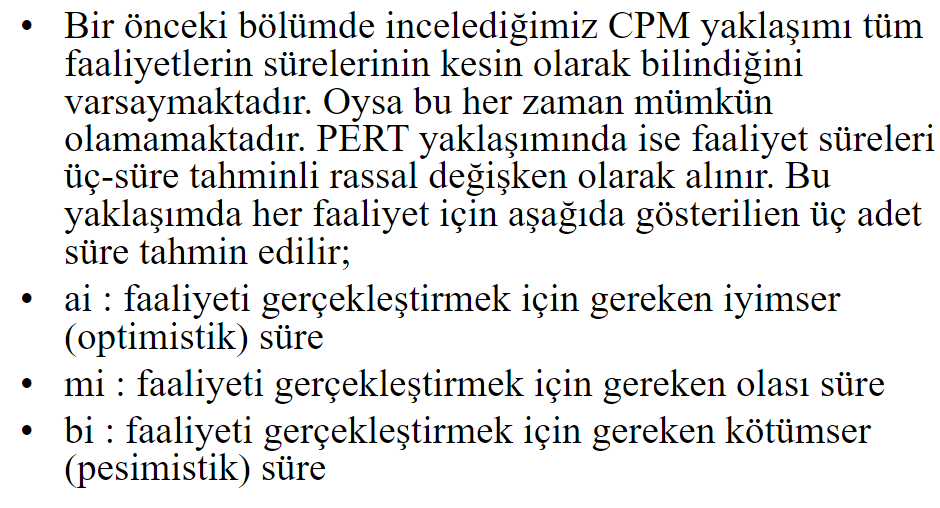 • Bir önceki bölümde incelediğimiz CPM yaklaşımı tüm
faaliyetlerin sürelerinin kesin olarak bilindiğini
varsaymaktadır. Oysa bu her zaman mümkün
olamamaktadır. PERT yaklaşımında ise faaliyet süreleri
üç-süre tahminli rassal değişken olarak alınır. Bu
yaklaşımda her faaliyet için aşağıda gösterilien üç adet
süre tahmin edilir;
• ai : faaliyeti gerçekleştirmek için gereken iyimser
(optimistik) süre
• mi : faaliyeti gerçekleştirmek için gereken olası süre
• bi : faaliyeti gerçekleştirmek için gereken kötümser
(pesimistik) süre